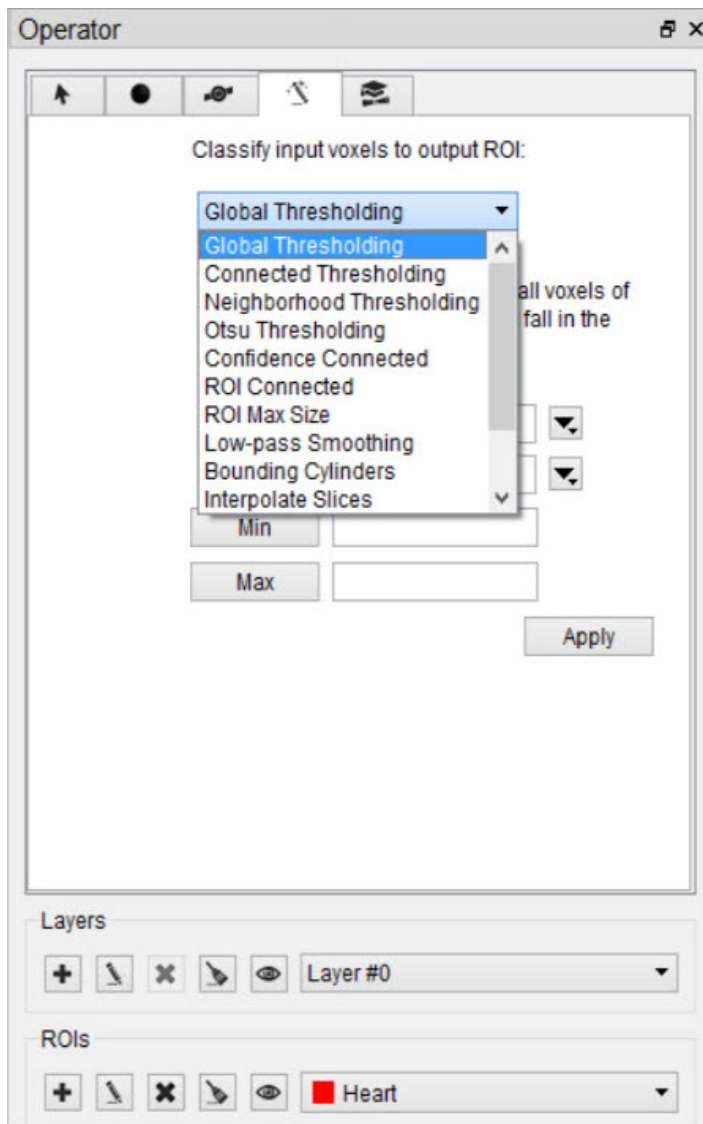 Operator
Classify input voxels to output ROI:
Global Thresholding
Global Thresholding
Connected Thresholding
Neighborhood Thresholding
Otsu Thresholding
Confidence Connected
ROI Connected
ROI Max Size
Low-pass Smoothing
Bounding Cylinders
Interpolate Slices
all voxels of
fall in the
Min
Max
Apply
Layers
Layer #0
ROIs
Heart